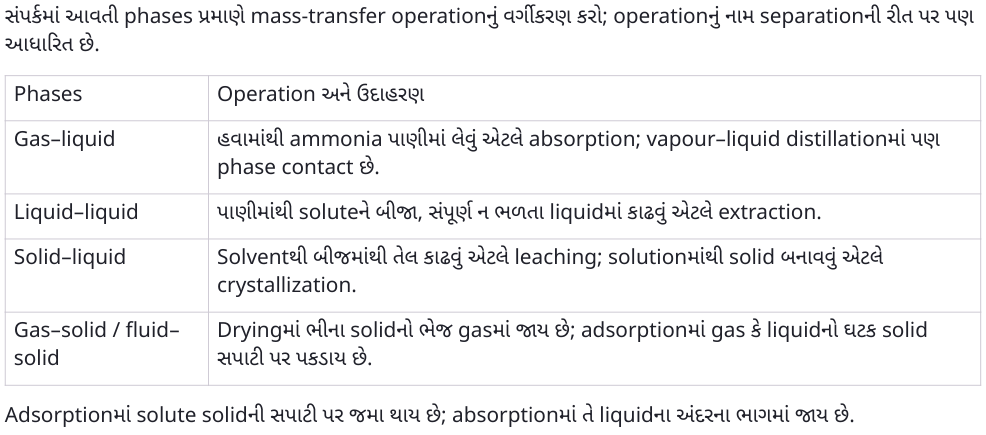 સંપર્કમાં આવતી phases પ્રમાણે mass-transfer operationનું વર્ગીકરણ કરો; operationનું નામ separationની રીત પર પણ
આધારિત છે.
Phases
Operation અને ઉદાહરણ
Gas–liquid
હવામાંથી ammonia પાણીમાં લેવું એટલે absorption; vapour–liquid distillationમાં પણ
phase contact છે.
Liquid–liquid
પાણીમાંથી soluteને બીજા, સંપૂર્ણ ન ભળતા liquidમાં કાઢવું એટલે extraction.
Solid–liquid
Solventથી બીજમાંથી તેલ કાઢવું એટલે leaching; solutionમાંથી solid બનાવવું એટલે
crystallization.
Gas–solid / fluid–
solid
Dryingમાં ભીના solidનો ભેજ gasમાં જાય છે; adsorptionમાં gas કે liquidનો ઘટક solid
સપાટી પર પકડાય છે.
Adsorptionમાં solute solidની સપાટી પર જમા થાય છે; absorptionમાં તે liquidના અંદરના ભાગમાં જાય છે.